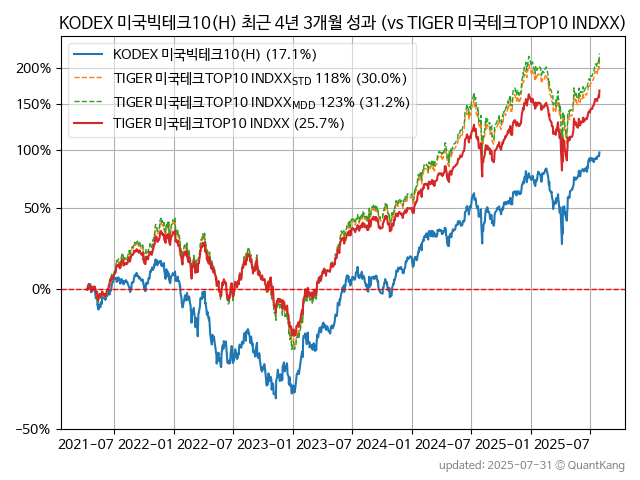 KODEX 미국빅테크10(H) 최근 4년 3개월 성과 (vs TIGER 미국테크TOP10 INDXX)
KODEX 미국빅테크10(H) (17.1%)
TIGER 미국테크TOP10 INDXX STD 118% (30.0%)
TIGER 미국테크TOP10 INDXX MDD 123% (31.2%)
TIGER 미국테크TOP10 INDXX (25.7%)
200%
150%
100%
50%
0%
−50%
2021-07 2022-01 2022-07 2023-01 2023-07 2024-01 2024-07 2025-01 2025-07
updated: 2025-07-31 © QuantKang